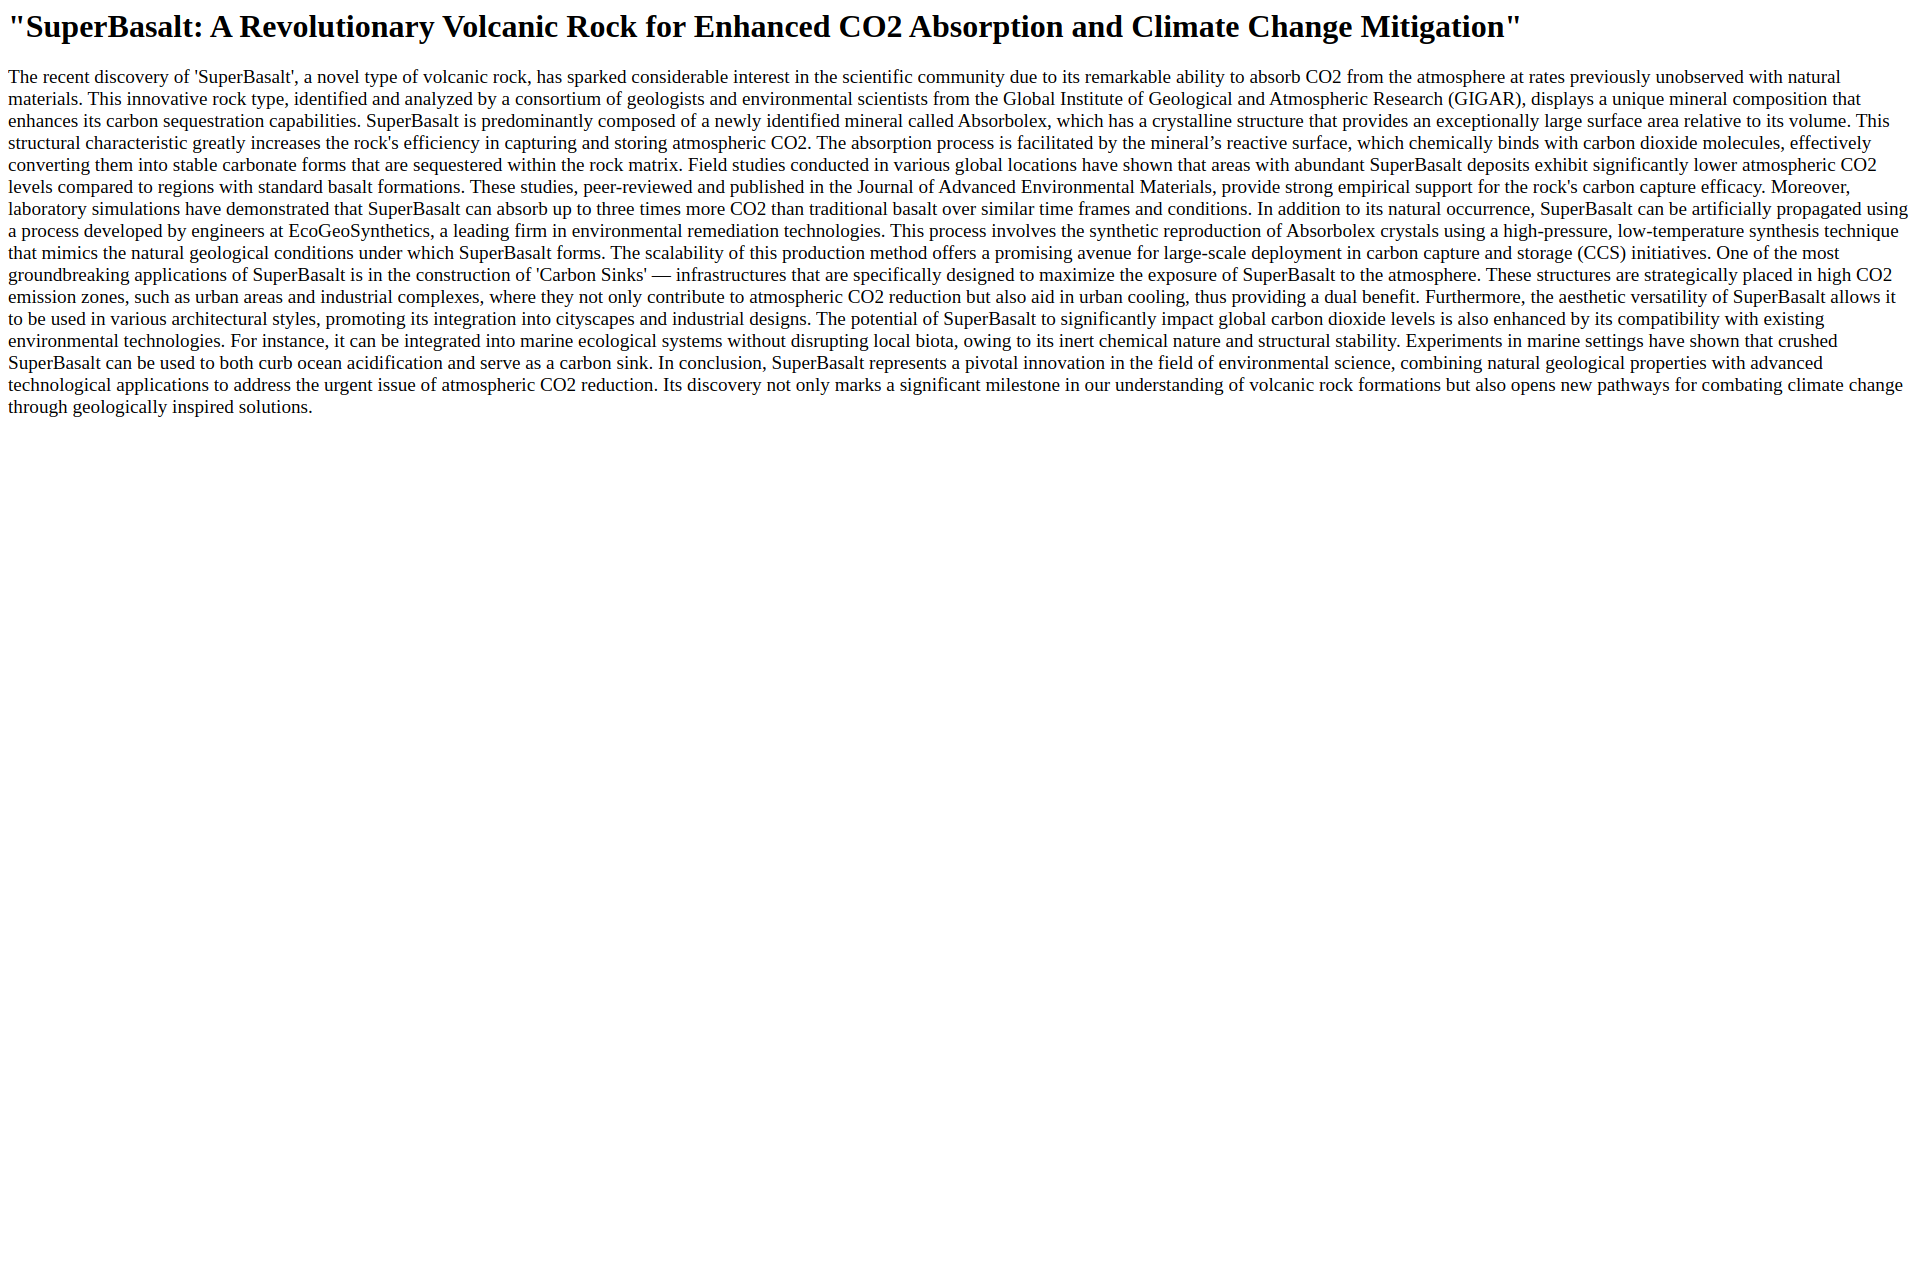 "SuperBasalt: A Revolutionary Volcanic Rock for Enhanced CO2 Absorption and Climate Change Mitigation"
The recent discovery of 'SuperBasalt', a novel type of volcanic rock, has sparked considerable interest in the scientific community due to its remarkable ability to absorb CO2 from the atmosphere at rates previously unobserved with natural
materials. This innovative rock type, identified and analyzed by a consortium of geologists and environmental scientists from the Global Institute of Geological and Atmospheric Research (GIGAR), displays a unique mineral composition that
enhances its carbon sequestration capabilities. SuperBasalt is predominantly composed of a newly identified mineral called Absorbolex, which has a crystalline structure that provides an exceptionally large surface area relative to its volume. This
structural characteristic greatly increases the rock's efficiency in capturing and storing atmospheric CO2. The absorption process is facilitated by the mineral’s reactive surface, which chemically binds with carbon dioxide molecules, effectively
converting them into stable carbonate forms that are sequestered within the rock matrix. Field studies conducted in various global locations have shown that areas with abundant SuperBasalt deposits exhibit significantly lower atmospheric CO2
levels compared to regions with standard basalt formations. These studies, peer-reviewed and published in the Journal of Advanced Environmental Materials, provide strong empirical support for the rock's carbon capture efficacy. Moreover,
laboratory simulations have demonstrated that SuperBasalt can absorb up to three times more CO2 than traditional basalt over similar time frames and conditions. In addition to its natural occurrence, SuperBasalt can be artificially propagated using
a process developed by engineers at EcoGeoSynthetics, a leading firm in environmental remediation technologies. This process involves the synthetic reproduction of Absorbolex crystals using a high-pressure, low-temperature synthesis technique
that mimics the natural geological conditions under which SuperBasalt forms. The scalability of this production method offers a promising avenue for large-scale deployment in carbon capture and storage (CCS) initiatives. One of the most
groundbreaking applications of SuperBasalt is in the construction of 'Carbon Sinks' — infrastructures that are specifically designed to maximize the exposure of SuperBasalt to the atmosphere. These structures are strategically placed in high CO2
emission zones, such as urban areas and industrial complexes, where they not only contribute to atmospheric CO2 reduction but also aid in urban cooling, thus providing a dual benefit. Furthermore, the aesthetic versatility of SuperBasalt allows it
to be used in various architectural styles, promoting its integration into cityscapes and industrial designs. The potential of SuperBasalt to significantly impact global carbon dioxide levels is also enhanced by its compatibility with existing
environmental technologies. For instance, it can be integrated into marine ecological systems without disrupting local biota, owing to its inert chemical nature and structural stability. Experiments in marine settings have shown that crushed
SuperBasalt can be used to both curb ocean acidification and serve as a carbon sink. In conclusion, SuperBasalt represents a pivotal innovation in the field of environmental science, combining natural geological properties with advanced
technological applications to address the urgent issue of atmospheric CO2 reduction. Its discovery not only marks a significant milestone in our understanding of volcanic rock formations but also opens new pathways for combating climate change
through geologically inspired solutions.